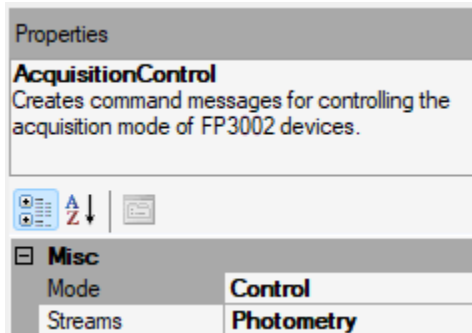 Properties
AcquisitionControl
Creates command messages for controlling the
acquisition mode of FP3002 devices.
A
Z
Misc
Mode Control
Streams Photometry